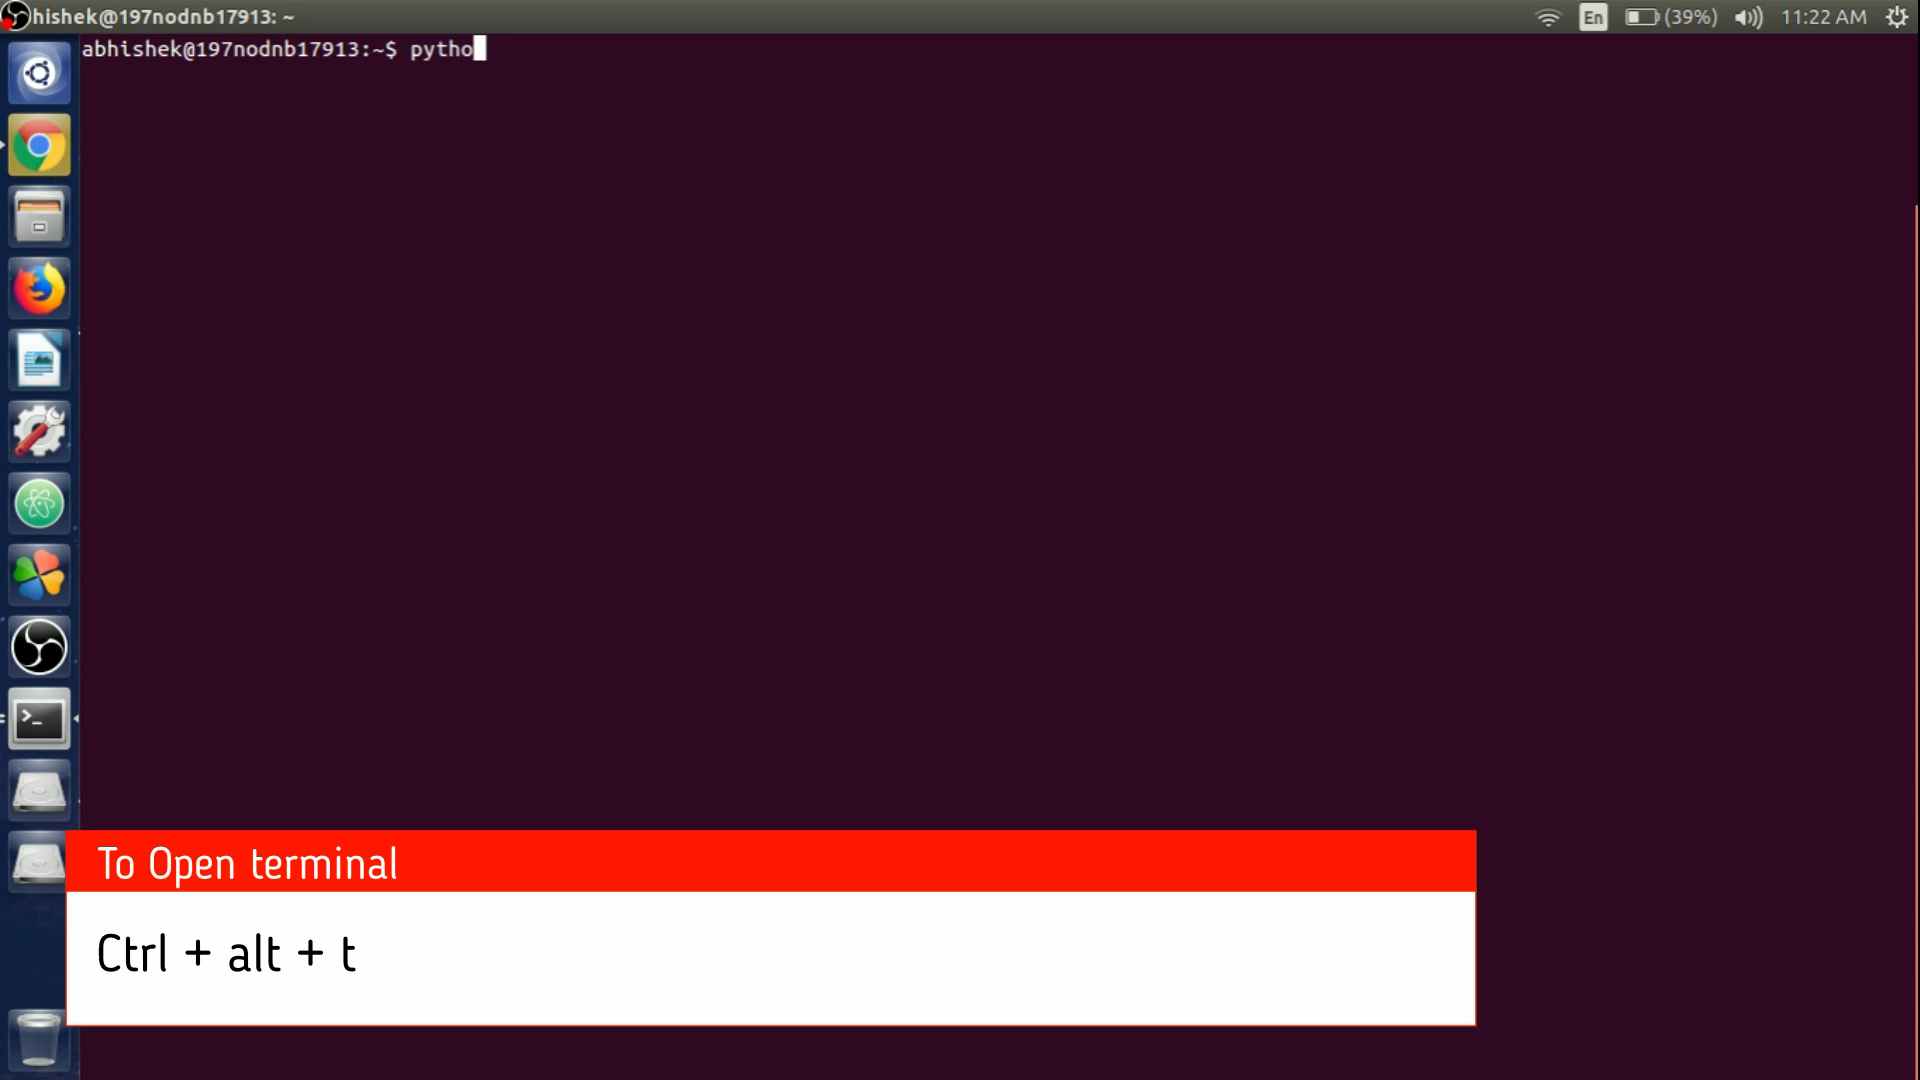 hishek@197nodnb17913: ~
En (39%) 11:22 AM
abhishek@197nodnb17913:~$ pytho
>_
To Open terminal
Ctrl + alt + t